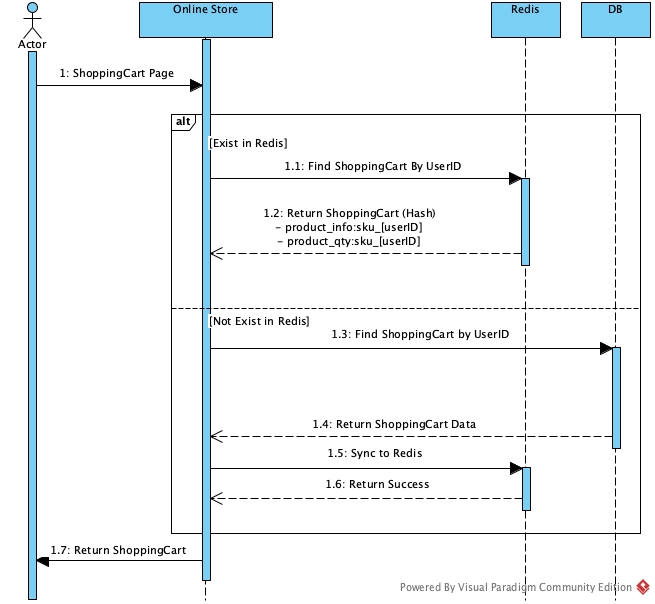 Online Store
Redis
DB
Actor
1: ShoppingCart Page
alt
[Exist in Redis]
1.1: Find ShoppingCart By UserID
1.2: Return ShoppingCart (Hash)
- product_info:sku_[userID]
- product_qty:sku_[userID]
[Not Exist in Redis]
1.3: Find ShoppingCart by UserID
1.4: Return ShoppingCart Data
1.5: Sync to Redis
1.6: Return Success
1.7: Return ShoppingCart
Powered By Visual Paradigm Community Edition